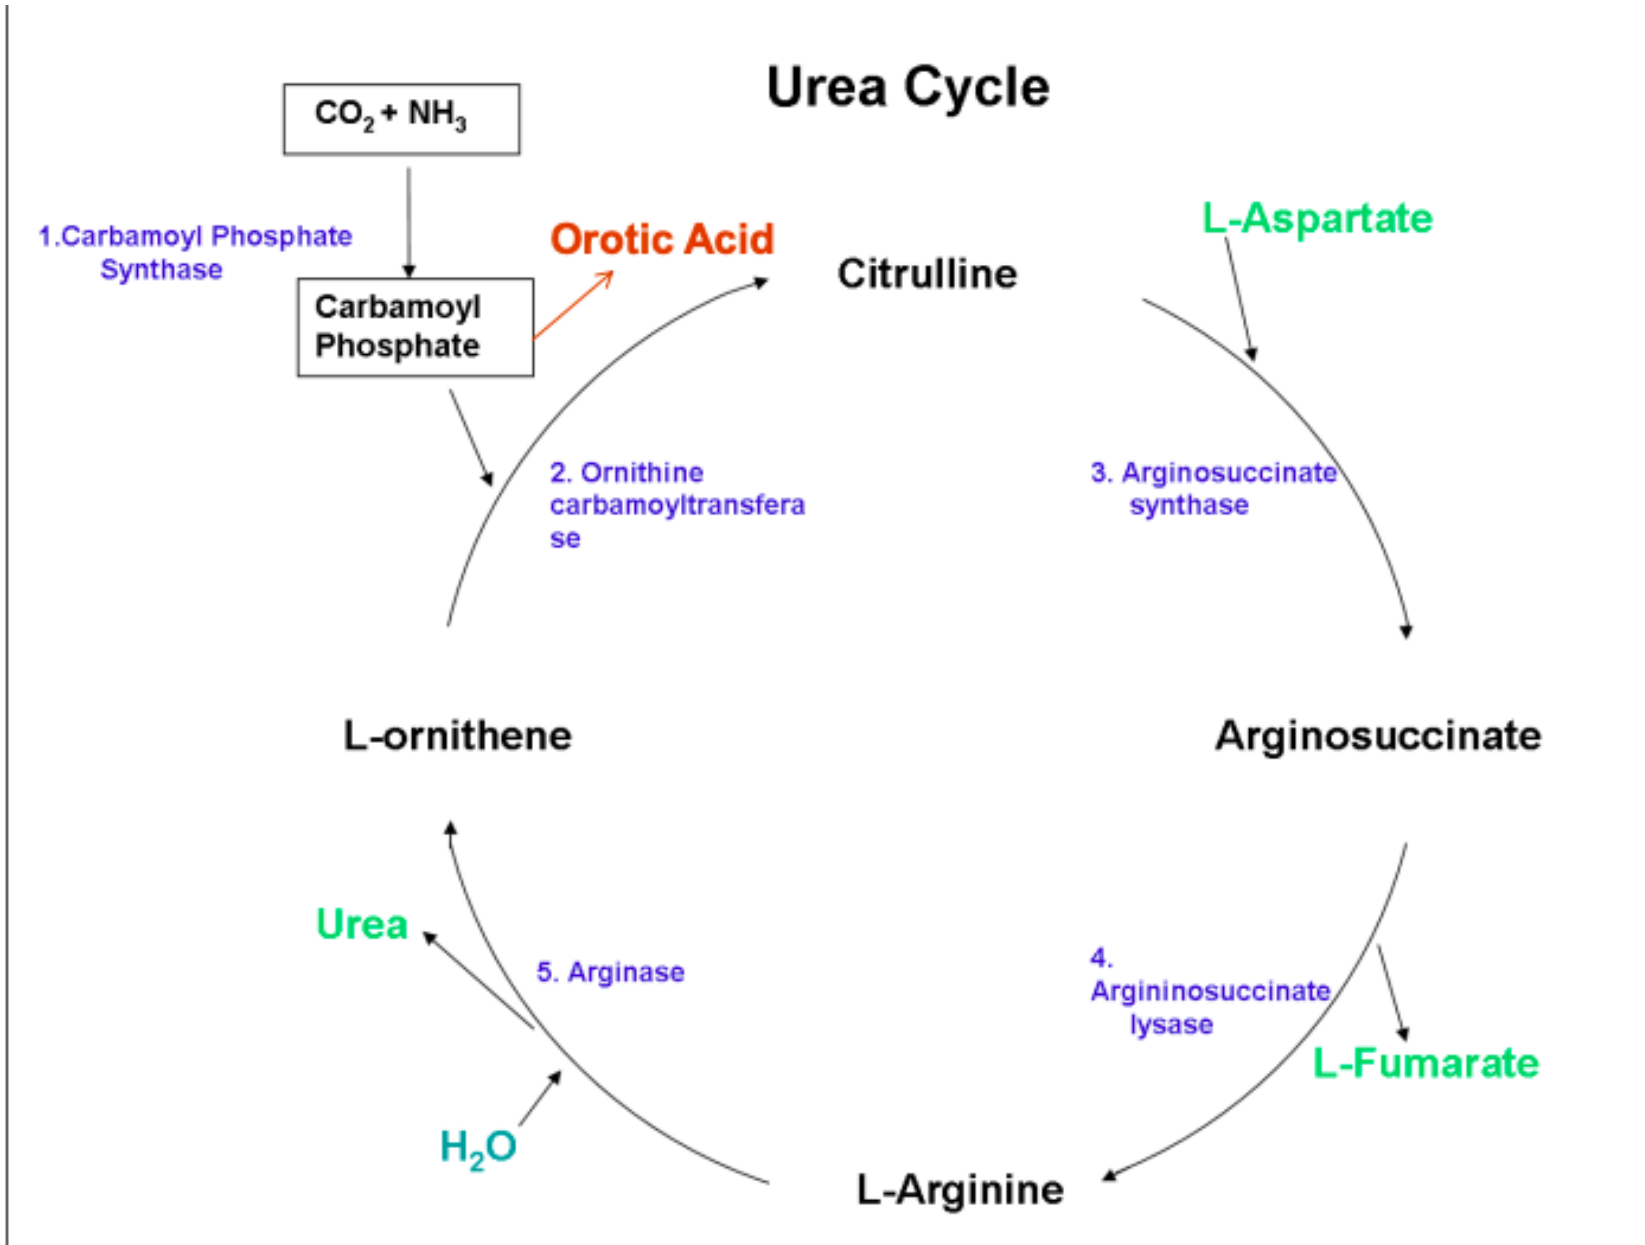 Urea Cycle
CO₂ + NH₃
1.Carbamoyl Phosphate
Synthase
Orotic Acid
L-Aspartate
Citrulline
Carbamoyl
Phosphate
2. Ornithine
carbamoyltransfera
se
3. Arginosuccinate
synthase
L-ornithene
Arginosuccinate
Urea
5. Arginase
4.
Argininosuccinate
lysase
L-Fumarate
H₂O
L-Arginine